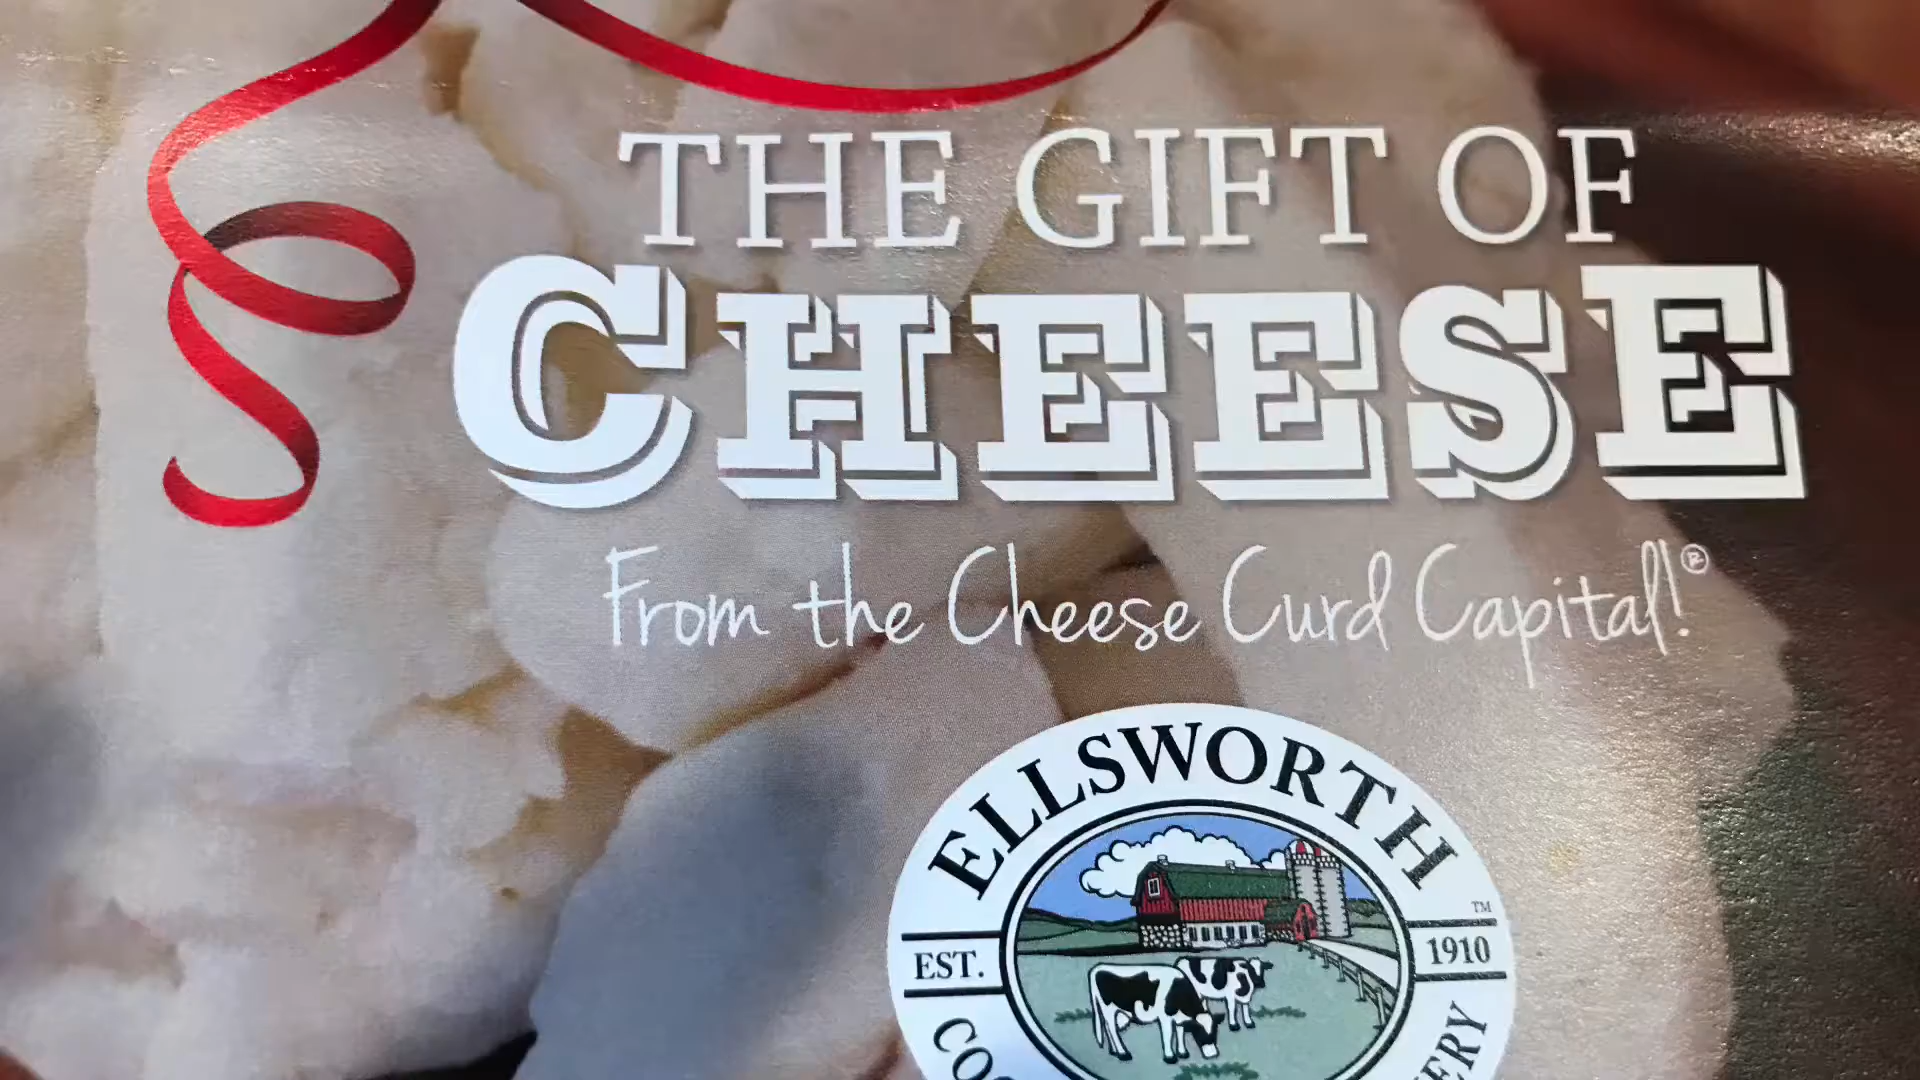 THE GIFT OF
CHEESE
From the Cheese Curd Capital!®
ELLSWORTH
TM
EST. 1910